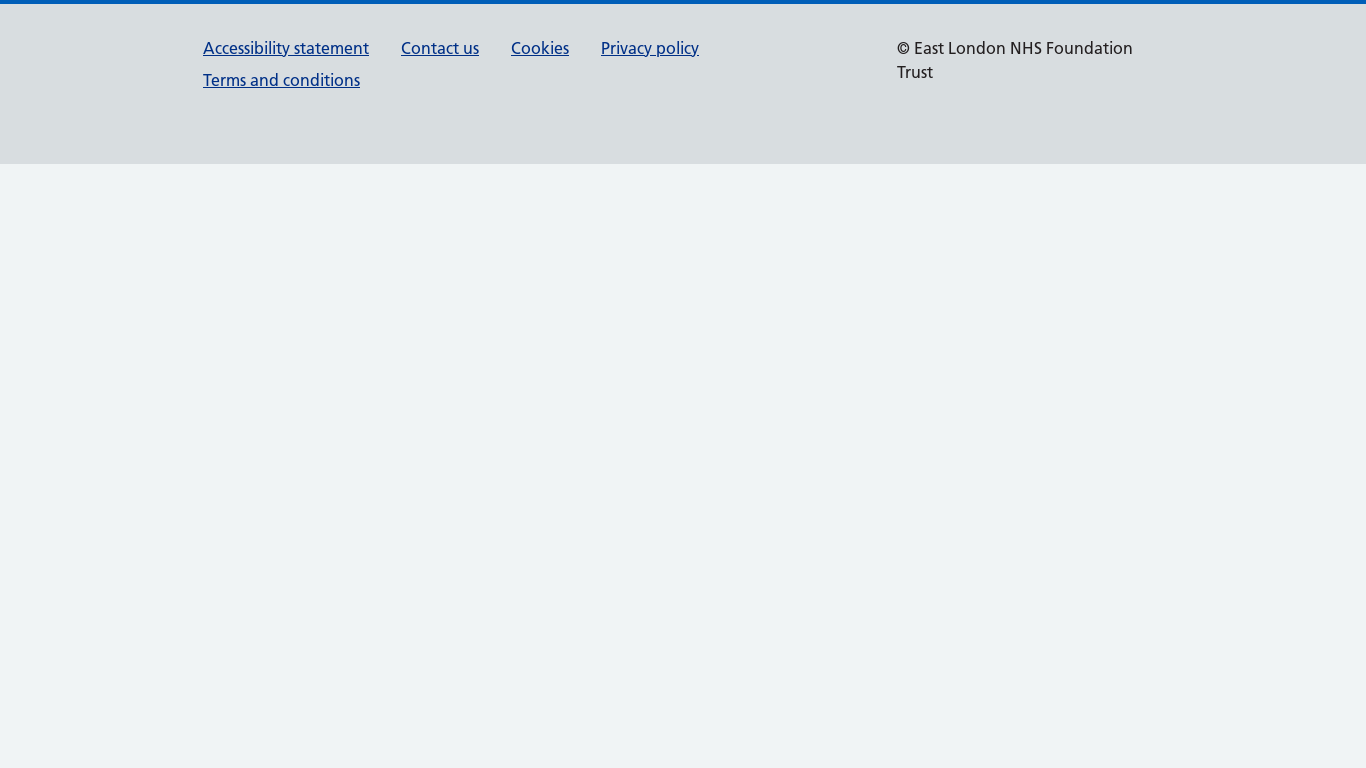 Accessibility statement Contact us Cookies Privacy policy
Terms and conditions
© East London NHS Foundation
Trust